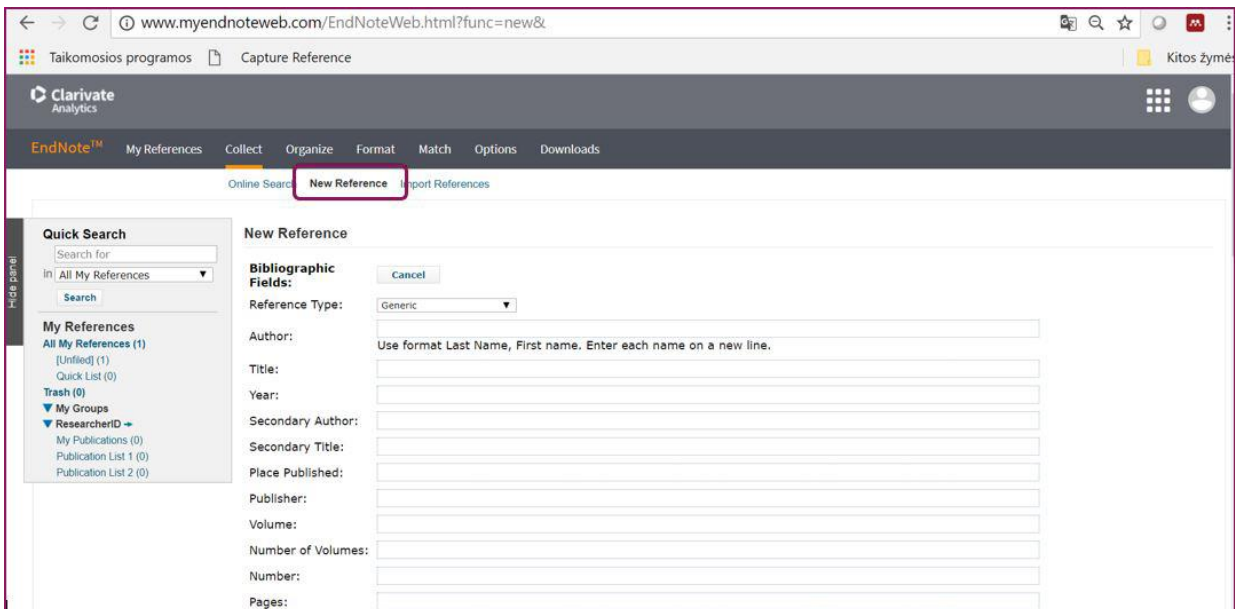 www.myendnoteweb.com/EndNoteWeb.html?func=new&
Taikomosios programos Capture Reference Kitos žymės
Clarivate
Analytics
EndNote™ My References Collect Organize Format Match Options Downloads
Online Search New Reference Import References
Hide panel
Quick Search
Search for
in All My References
Search
My References
All My References (1)
[Unfiled] (1)
Quick List (0)
Trash (0)
My Groups
ResearcherID
My Publications (0)
Publication List 1 (0)
Publication List 2 (0)
New Reference
Bibliographic
Fields:
Cancel
Reference Type: Generic
Author:
Use format Last Name, First name. Enter each name on a new line.
Title:
Year:
Secondary Author:
Secondary Title:
Place Published:
Publisher:
Volume:
Number of Volumes:
Number:
Pages: